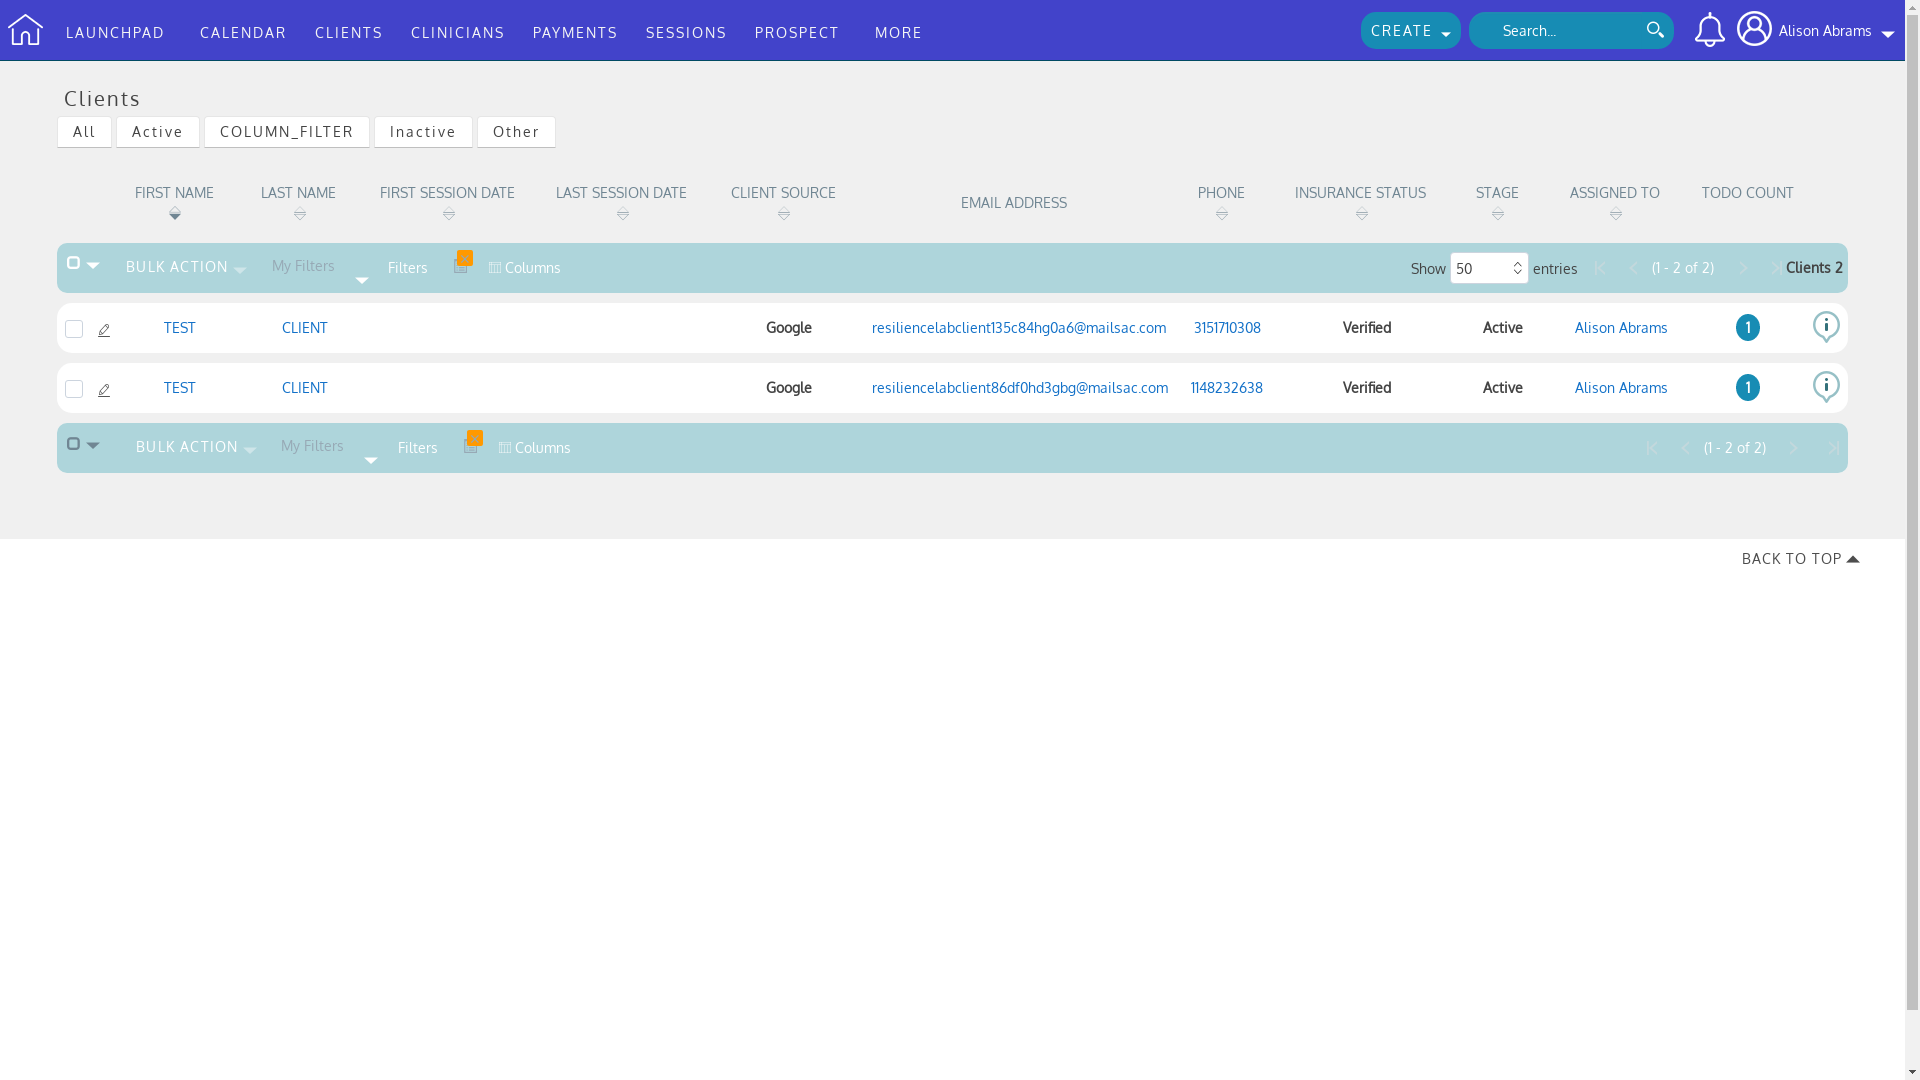 LAUNCHPAD CALENDAR CLIENTS CLINICIANS PAYMENTS SESSIONS PROSPECT MORE CREATE Search... Alison Abrams
Clients
All Active COLUMN_FILTER Inactive Other
FIRST NAME LAST NAME FIRST SESSION DATE LAST SESSION DATE CLIENT SOURCE EMAIL ADDRESS PHONE INSURANCE STATUS STAGE ASSIGNED TO TODO COUNT
BULK ACTION My Filters Filters Columns Show 50 entries (1 - 2 of 2) Clients 2
TEST CLIENT Google resiliencelabclient135c84hg0a6@mailsac.com 3151710308 Verified Active Alison Abrams 1
TEST CLIENT Google resiliencelabclient86df0hd3gbg@mailsac.com 1148232638 Verified Active Alison Abrams 1
BULK ACTION My Filters Filters Columns (1 - 2 of 2)
BACK TO TOP